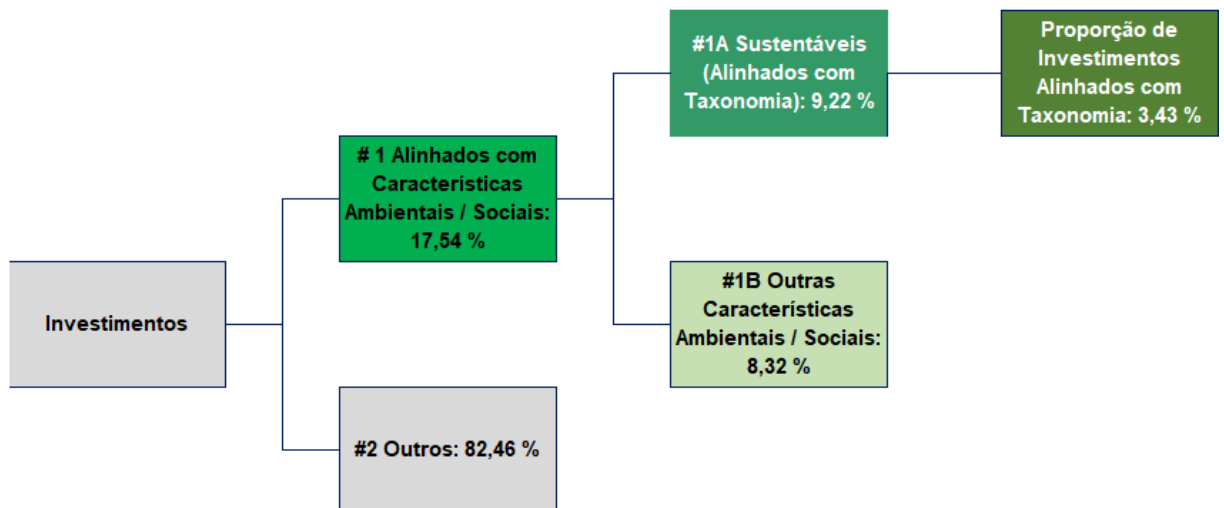 Investimentos
# 1 Alinhados com
Características
Ambientais / Sociais:
17,54 %
#2 Outros: 82,46 %
#1A Sustentáveis
(Alinhados com
Taxonomia): 9,22 %
#1B Outras
Características
Ambientais / Sociais:
8,32 %
Proporção de
Investimentos
Alinhados com
Taxonomia: 3,43 %